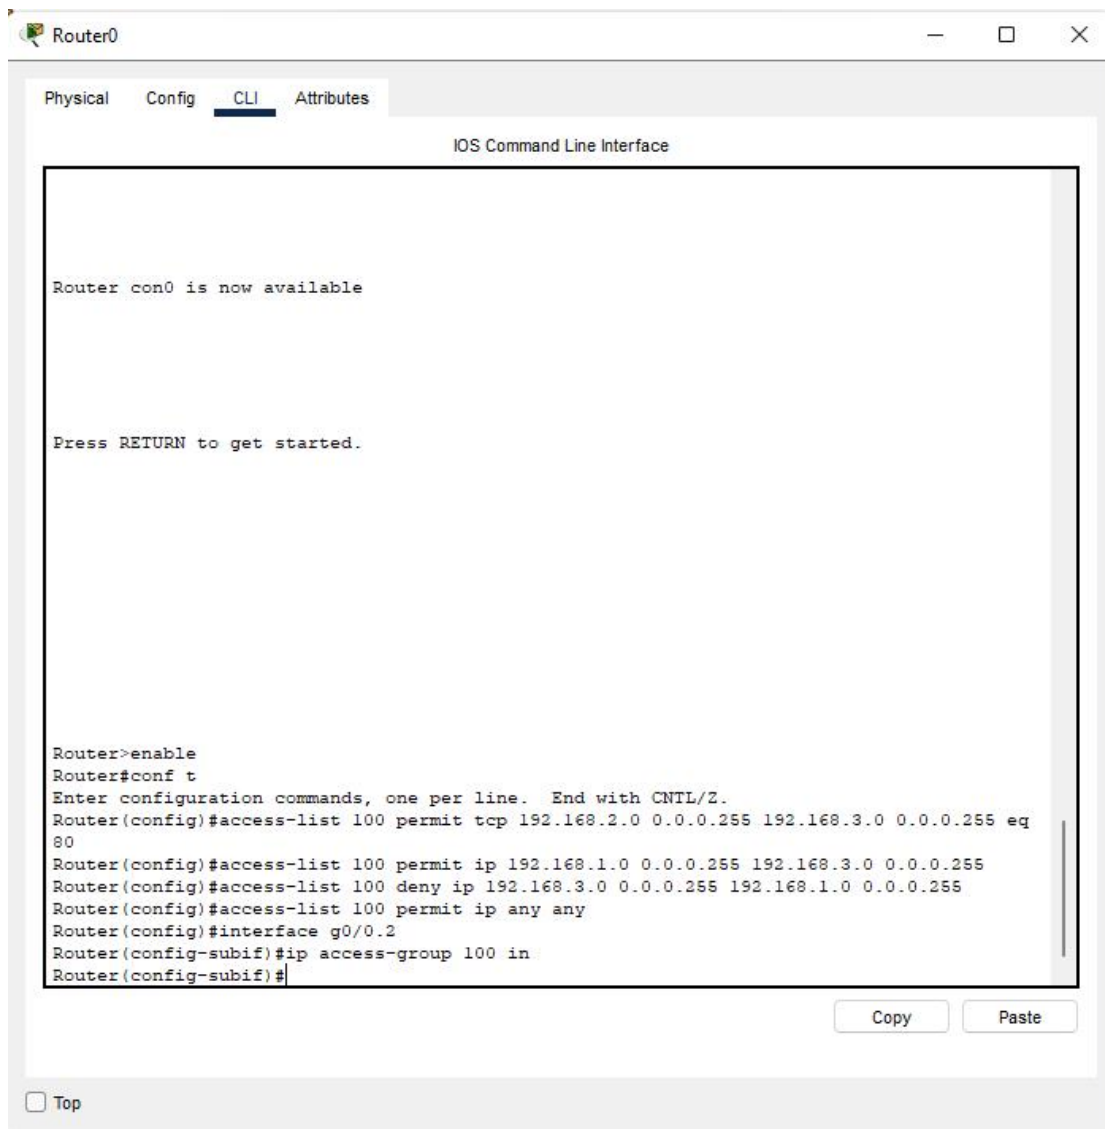 Router0
Physical Config CLI Attributes
IOS Command Line Interface
Router con0 is now available
Press RETURN to get started.
Router>enable
Router#conf t
Enter configuration commands, one per line.  End with CNTL/Z.
Router(config)#access-list 100 permit tcp 192.168.2.0 0.0.0.255 192.168.3.0 0.0.0.255 eq
80
Router(config)#access-list 100 permit ip 192.168.1.0 0.0.0.255 192.168.3.0 0.0.0.255
Router(config)#access-list 100 deny ip 192.168.3.0 0.0.0.255 192.168.1.0 0.0.0.255
Router(config)#access-list 100 permit ip any any
Router(config)#interface g0/0.2
Router(config-subif)#ip access-group 100 in
Router(config-subif)#
Copy Paste
Top